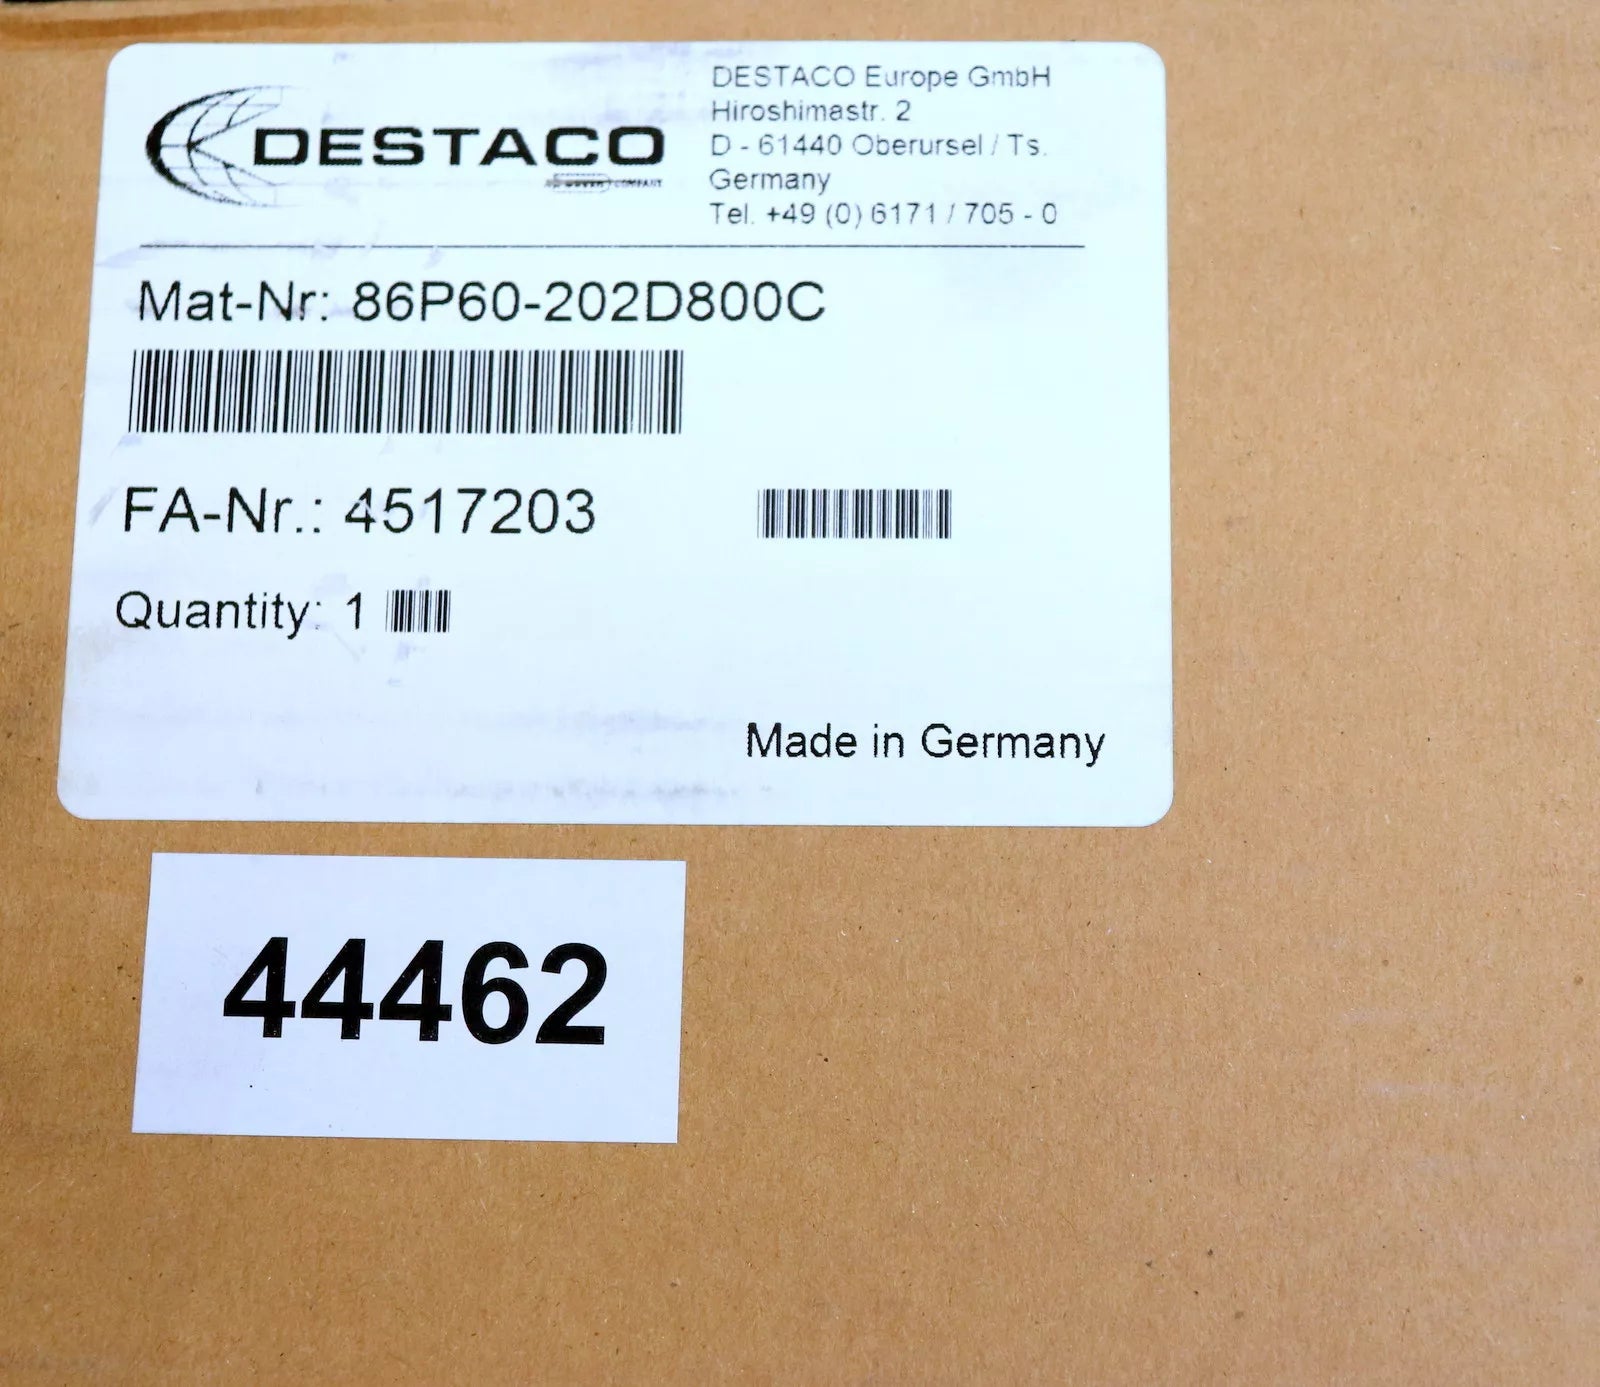 DESTACO
COMPANY
DESTACO Europe GmbH
Hiroshimastr. 2
D - 61440 Oberursel / Ts.
Germany
Tel. +49 (0) 6171 / 705 - 0
Mat-Nr: 86P60-202D800C
FA-Nr.: 4517203
Quantity: 1
Made in Germany
44462